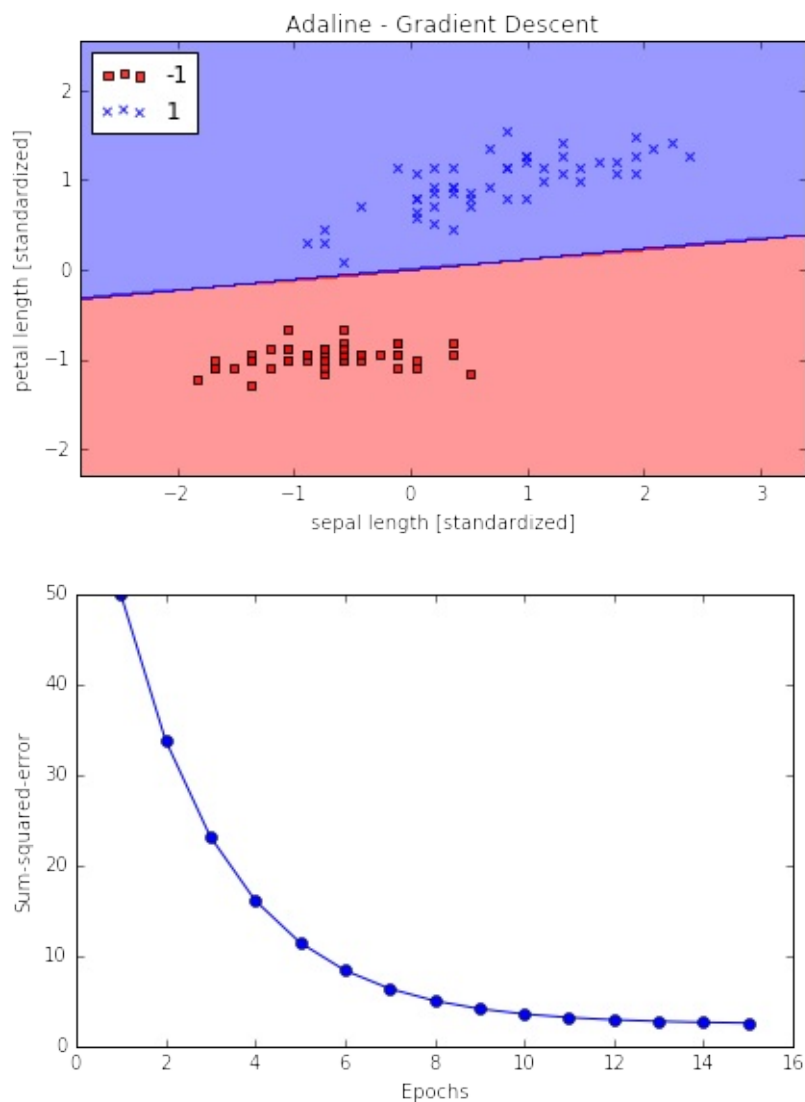 Adaline - Gradient Descent
-1
1
2
1
0
−1
−2
petal length [standardized]
−2 −1 0 1 2 3
sepal length [standardized]
50
40
30
20
10
0
Sum-squared-error
0 2 4 6 8 10 12 14 16
Epochs